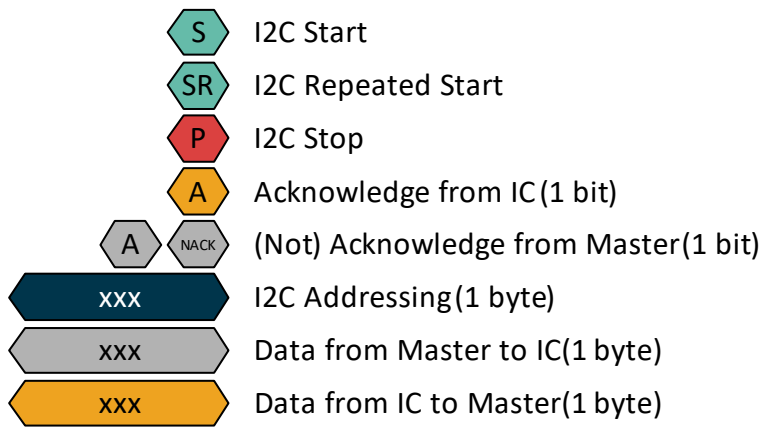 S I2C Start
SR I2C Repeated Start
P I2C Stop
A Acknowledge from IC (1 bit)
A NACK (Not) Acknowledge from Master (1 bit)
xxx I2C Addressing (1 byte)
xxx Data from Master to IC(1 byte)
xxx Data from IC to Master(1 byte)